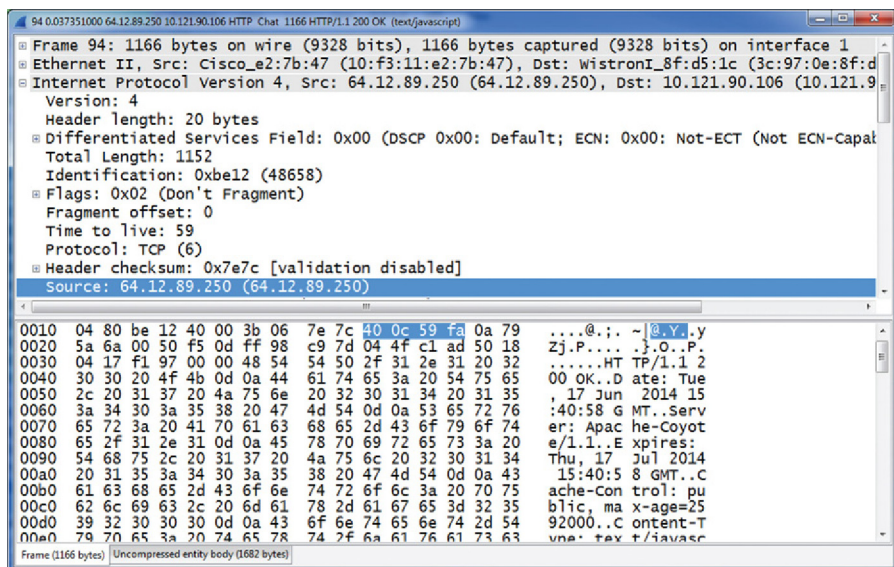 94 0.037351000 64.12.89.250 10.121.90.106 HTTP Chat 1166 HTTP/1.1 200 OK (text/javascript)
Frame 94: 1166 bytes on wire (9328 bits), 1166 bytes captured (9328 bits) on interface 1
Ethernet II, Src: Cisco_e2:7b:47 (10:f3:11:e2:7b:47), Dst: WistronI_8f:d5:1c (3c:97:0e:8f:d
Internet Protocol Version 4, Src: 64.12.89.250 (64.12.89.250), Dst: 10.121.90.106 (10.121.9
Version: 4
Header length: 20 bytes
Differentiated Services Field: 0x00 (DSCP 0x00: Default; ECN: 0x00: Not-ECT (Not ECN-Capab
Total Length: 1152
Identification: 0xbe12 (48658)
Flags: 0x02 (Don't Fragment)
Fragment offset: 0
Time to live: 59
Protocol: TCP (6)
Header checksum: 0x7e7c [validation disabled]
Source: 64.12.89.250 (64.12.89.250)
0010 04 80 be 12 40 00 3b 06 7e 7c 40 0c 59 fa 0a 79 ....@.;. ~|@.Y..y
0020 5a 6a 00 50 f5 0d ff 98 c9 7d 04 4f c1 ad 50 18 Zj.P.... .}.O..P.
0030 04 17 f1 97 00 00 48 54 54 50 2f 31 2e 31 20 32 ......HT TP/1.1 2
0040 30 30 20 4f 4b 0d 0a 44 61 74 65 3a 20 54 75 65 00 OK..D ate: Tue
0050 2c 20 31 37 20 4a 75 6e 20 32 30 31 34 20 31 35 , 17 Jun 2014 15
0060 3a 34 30 3a 35 38 20 47 4d 54 0d 0a 53 65 72 76 :40:58 G MT..Serv
0070 65 72 3a 20 41 70 61 63 68 65 2d 43 6f 79 6f 74 er: Apac he-Coyot
0080 65 2f 31 2e 31 0d 0a 45 78 70 69 72 65 73 3a 20 e/1.1..E xpires:
0090 54 68 75 2c 20 31 37 20 4a 75 6c 20 32 30 31 34 Thu, 17 Jul 2014
00a0 20 31 35 3a 34 30 3a 35 38 20 47 4d 54 0d 0a 43 15:40:5 8 GMT..C
00b0 61 63 68 65 2d 43 6f 6e 74 72 6f 6c 3a 20 70 75 ache-Con trol: pu
00c0 62 6c 69 63 2c 20 6d 61 78 2d 61 67 65 3d 32 35 blic, ma x-age=25
00d0 39 32 30 30 30 0d 0a 43 6f 6e 74 65 6e 74 2d 54 92000..C ontent-T
00e0 79 70 65 3a 20 74 65 78 74 2f 6a 61 76 61 73 63 ype: tex t/javasc
Frame (1166 bytes) Uncompressed entity body (1682 bytes)